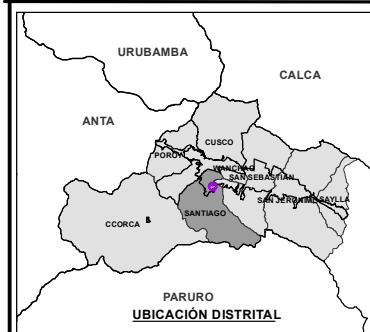 URUBAMBA
CALCA
ANTA
CUSCO
POROY
WANCHAQ
SAN SEBASTIAN
SAN JERONIMO
SAYLLA
SANTIAGO
CCORCA
PARURO
UBICACIÓN DISTRITAL